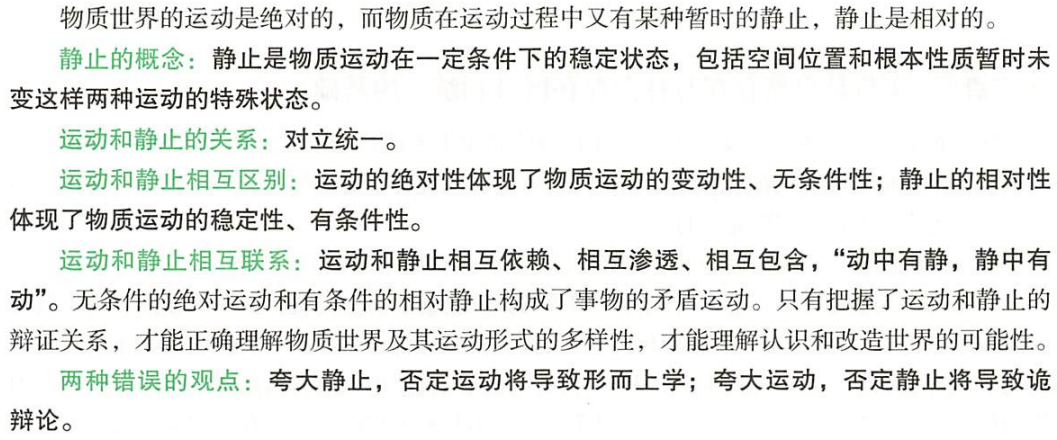 物质世界的运动是绝对的，而物质在运动过程中又有某种暂时的静止，静止是相对的。
静止的概念：静止是物质运动在一定条件下的稳定状态，包括空间位置和根本性质暂时未
变这样两种运动的特殊状态。
运动和静止的关系：对立统一。
运动和静止相互区别：运动的绝对性体现了物质运动的变动性、无条件性；静止的相对性
体现了物质运动的稳定性、有条件性。
运动和静止相互联系：运动和静止相互依赖、相互渗透、相互包含，“动中有静，静中有
动”。无条件的绝对运动和有条件的相对静止构成了事物的矛盾运动。只有把握了运动和静止的
辩证关系，才能正确理解物质世界及其运动形式的多样性，才能理解认识和改造世界的可能性。
两种错误的观点：夸大静止，否定运动将导致形而上学；夸大运动，否定静止将导致诡
辩论。